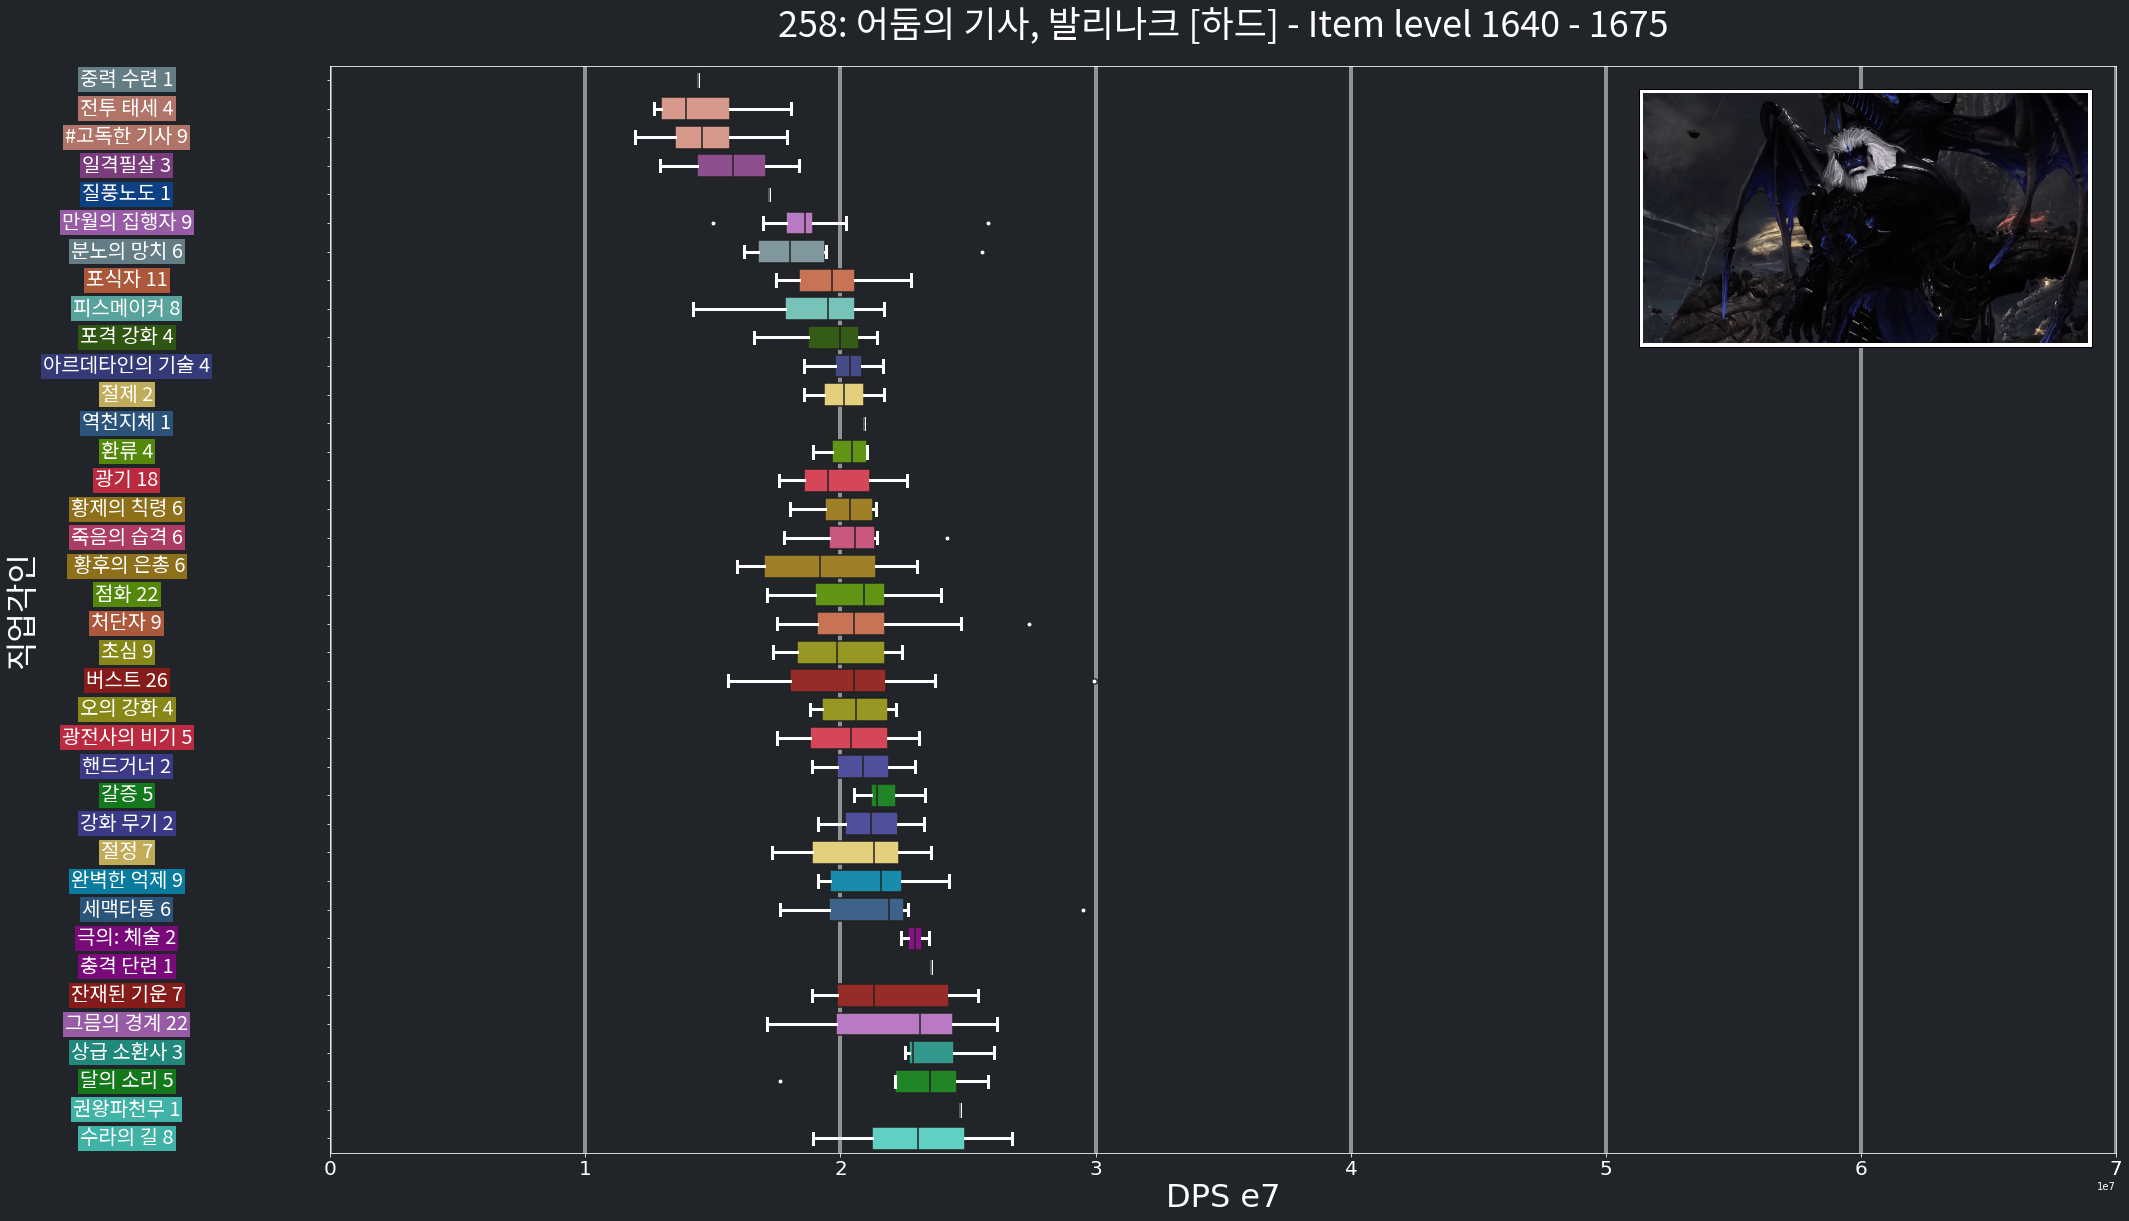 258: 어둠의 기사, 발리나크 [하드] - Item level 1640 - 1675
중력 수련 1
전투 태세 4
#고독한 기사 9
일격필살 3
질풍노도 1
만월의 집행자 9
분노의 망치 6
포식자 11
피스메이커 8
포격 강화 4
아르데타인의 기술 4
절제 2
역천지체 1
환류 4
광기 18
황제의 칙령 6
죽음의 습격 6
황후의 은총 6
점화 22
처단자 9
초심 9
버스트 26
오의 강화 4
광전사의 비기 5
핸드거너 2
갈증 5
강화 무기 2
절정 7
완벽한 억제 9
세맥타통 6
극의: 체술 2
충격 단련 1
잔재된 기운 7
그믐의 경계 22
상급 소환사 3
달의 소리 5
권왕파천무 1
수라의 길 8
직업각인
0 1 2 3 4 5 6 7
1e7
DPS e7